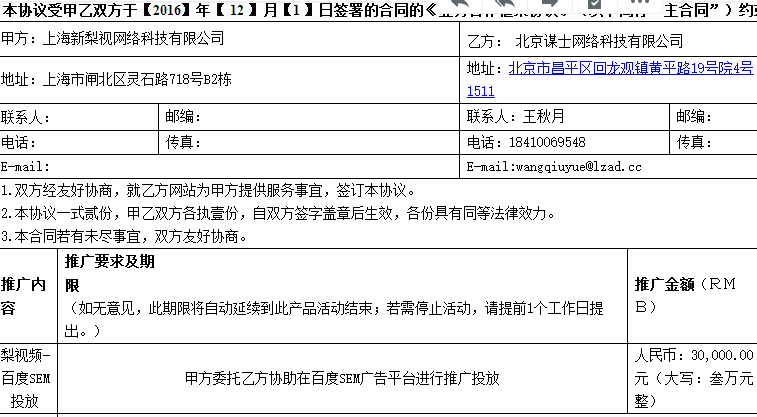 本协议受甲乙双方于【2016】年【 12 】月【1 】日签署的合同的《
主合同”）约
甲方：上海新梨视网络科技有限公司
乙方： 北京谋士网络科技有限公司
地址：上海市闸北区灵石路718号B2栋
地址：北京市昌平区回龙观镇黄平路19号院4号
1511
联系人：
邮编：
联系人：王秋月
邮编：
电话：
传真：
电话：18410069548
传真：
E-mail:
E-mail:wangqiuyue@lzad.cc
1.双方经友好协商，就乙方网站为甲方提供服务事宜，签订本协议。
2.本协议一式贰份，甲乙双方各执壹份，自双方签字盖章后生效，各份具有同等法律效力。
3.本合同若有未尽事宜，双方友好协商。
推广内
容
推广要求及期
限
（如无意见，此期限将自动延续到此产品活动结束；若需停止活动，请提前1个工作日提
出。）
推广金额（ＲＭ
Ｂ）
梨视频-
百度SEM
投放
甲方委托乙方协助在百度SEM广告平台进行推广投放
人民币：30,000.00
元（大写：叁万元
整）